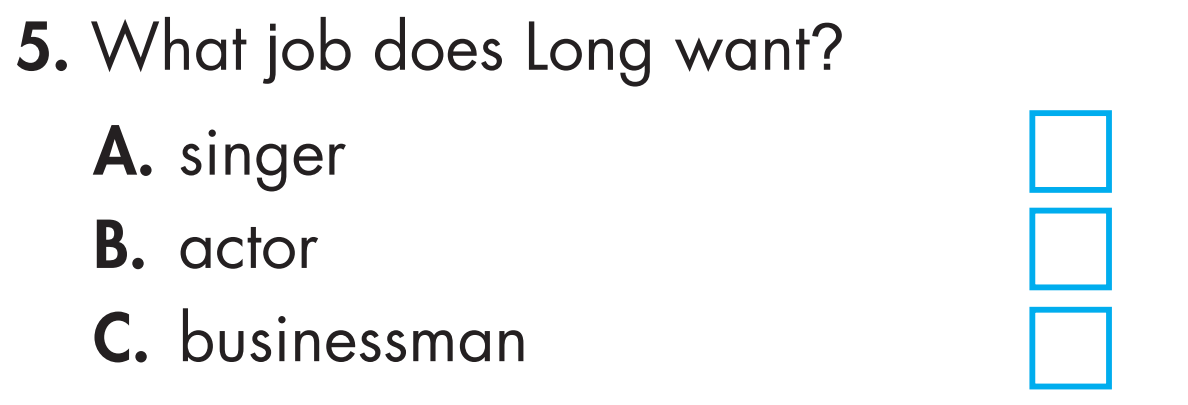 5. What job does Long want?
A. singer
B. actor
C. businessman